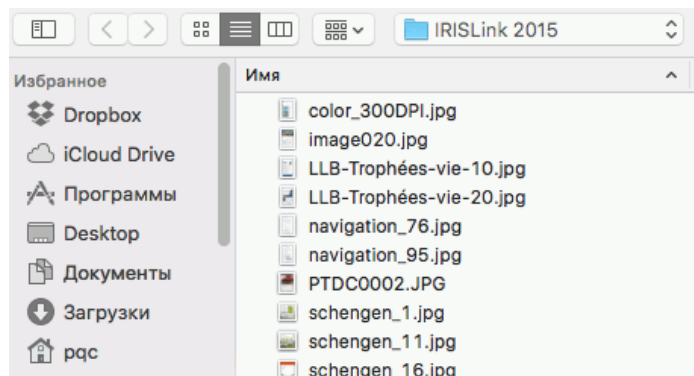 IRISLink 2015
Избранное
Dropbox
iCloud Drive
Программы
Desktop
Документы
Загрузки
pqc
Имя
color_300DPI.jpg
image020.jpg
LLB-Trophées-vie-10.jpg
LLB-Trophées-vie-20.jpg
navigation_76.jpg
navigation_95.jpg
PTDC0002.JPG
schengen_1.jpg
schengen_11.jpg
schengen_16.jpg